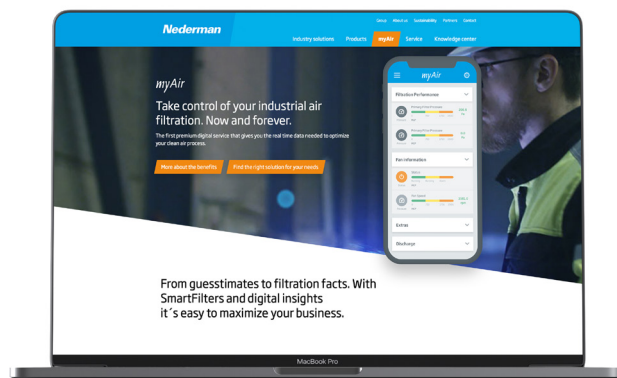 Group About us Sustainability Partners Contact
Nederman
Industry solutions Products myAir Service Knowledge center
myAir
Take control of your industrial air
filtration. Now and forever.
The first premium digital service that gives you the real time data needed to optimize
your clean air process.
More about the benefits Find the right solution for your needs
myAir
Filtration Performance
Fan information
Extras
Discharge
From guesstimates to filtration facts. With
SmartFilters and digital insights
it´s easy to maximize your business.
MacBook Pro